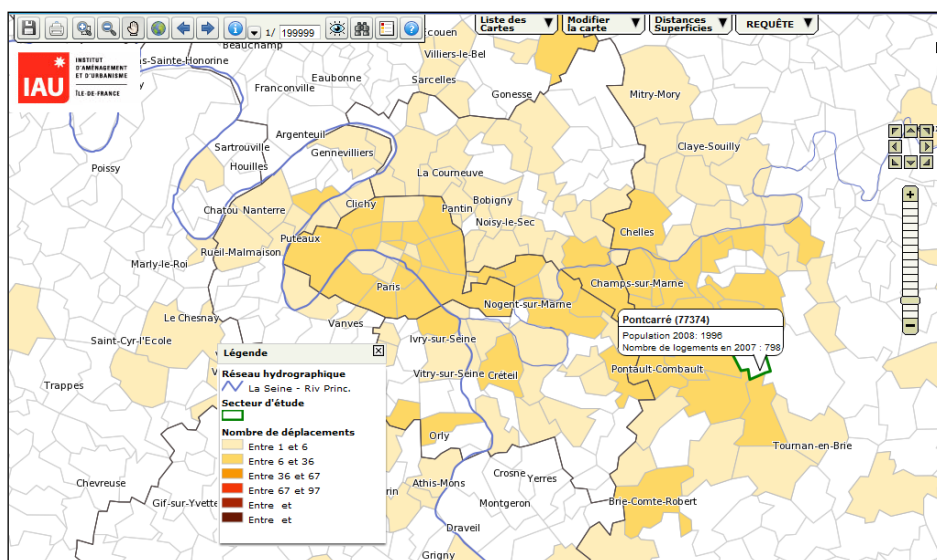 1/ 199999
Liste des
Cartes
Modifier
la carte
Distances
Superficies
REQUÊTE
IAU
INSTITUT
D'AMÉNAGEMENT
ET D'URBANISME
ÎLE-DE-FRANCE
s-Sainte-Honorine
Beauchamp
couen
Villiers-le-Bel
Eaubonne
Franconville
Sarcelles
Gonesse
Mitry-Mory
Argenteuil
Sartrouville
Gennevilliers
Houilles
Claye-Souilly
Poissy
La Courneuve
Chatou
Nanterre
Clichy
Pantin
Bobigny
Noisy-le-Sec
Chelles
Puteaux
Rueil-Malmaison
Marly-le-Roi
Paris
Champs-sur-Marne
Nogent-sur-Marne
Le Chesnay
Vanves
Pontcarré (77374)
Population 2008: 1996
Nombre de logements en 2007 : 798
Saint-Cyr-l'Ecole
Ivry-sur-Seine
Vitry-sur-Seine
Créteil
Pontault-Combault
Trappes
Légende
Réseau hydrographique
La Seine - Riv Princ.
Secteur d'étude
Nombre de déplacements
Entre 1 et 6
Entre 6 et 36
Entre 36 et 67
Entre 67 et 97
Entre et
Entre et
Orly
Tournan-en-Brie
Chevreuse
Gif-sur-Yvette
rin
Athis-Mons
Crosne
Yerres
Montgeron
Brie-Comte-Robert
Draveil
Grigny